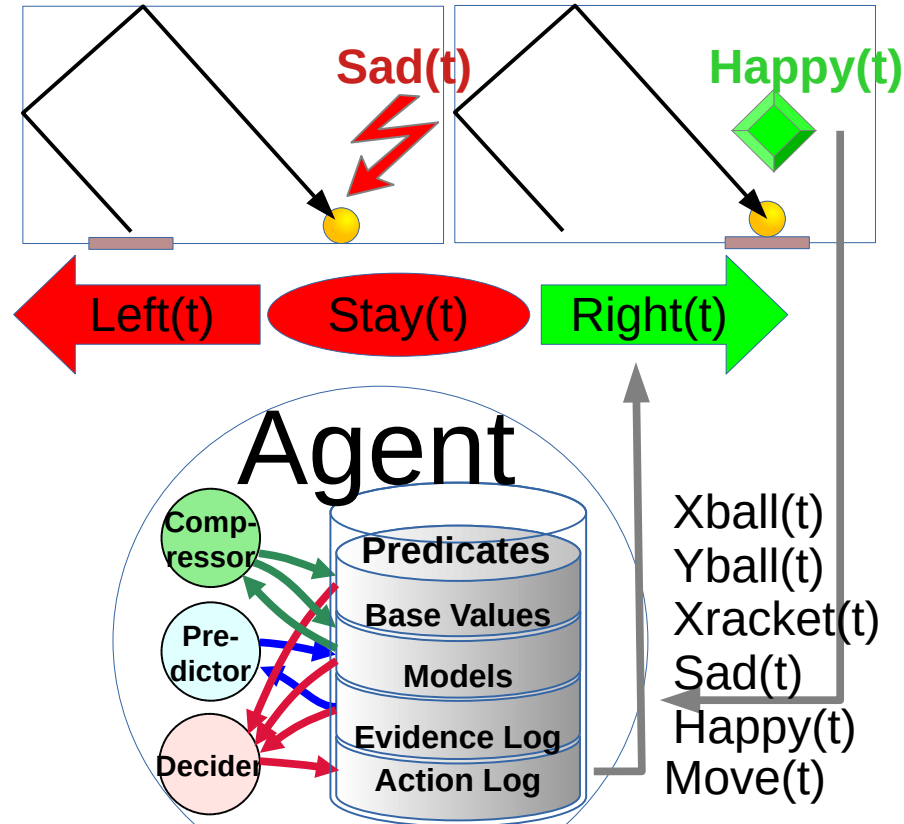 Sad(t)
Happy(t)
Left(t)
Stay(t)
Right(t)
Agent
Comp-
ressor
Pre-
dictor
Decider
Predicates
Base Values
Models
Evidence Log
Action Log
Xball(t)
Yball(t)
Xracket(t)
Sad(t)
Happy(t)
Move(t)